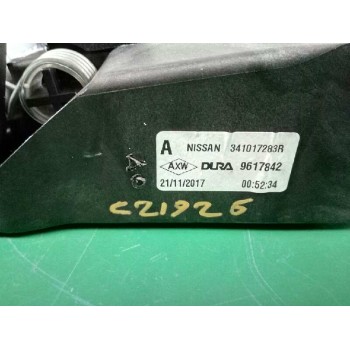 A NISSAN 341017283R
AXW DURA 9617842
21/11/2017 00:52:34
C21926